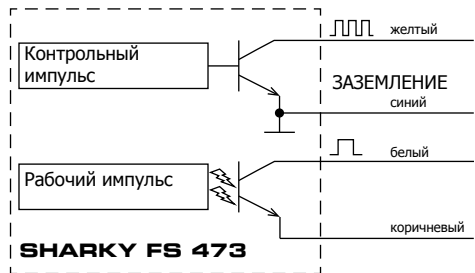 желтый
Контрольный
импульс
ЗАЗЕМЛЕНИЕ
синий
белый
Рабочий импульс
коричневый
SHARKY FS 473